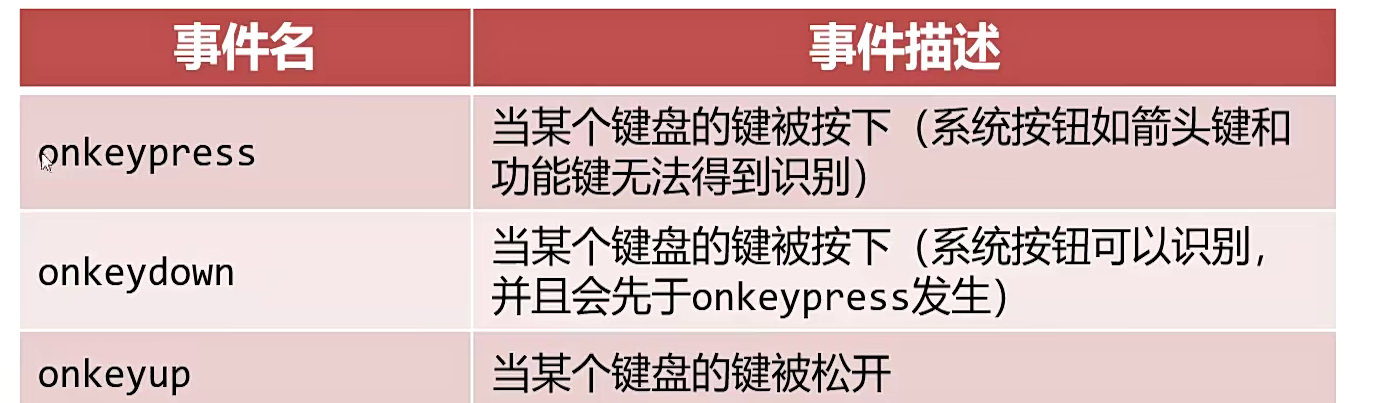 事件名
事件描述
onkeypress
当某个键盘的键被按下（系统按钮如箭头键和
功能键无法得到识别）
onkeydown
当某个键盘的键被按下（系统按钮可以识别，
并且会先于onkeypress发生）
onkeyup
当某个键盘的键被松开